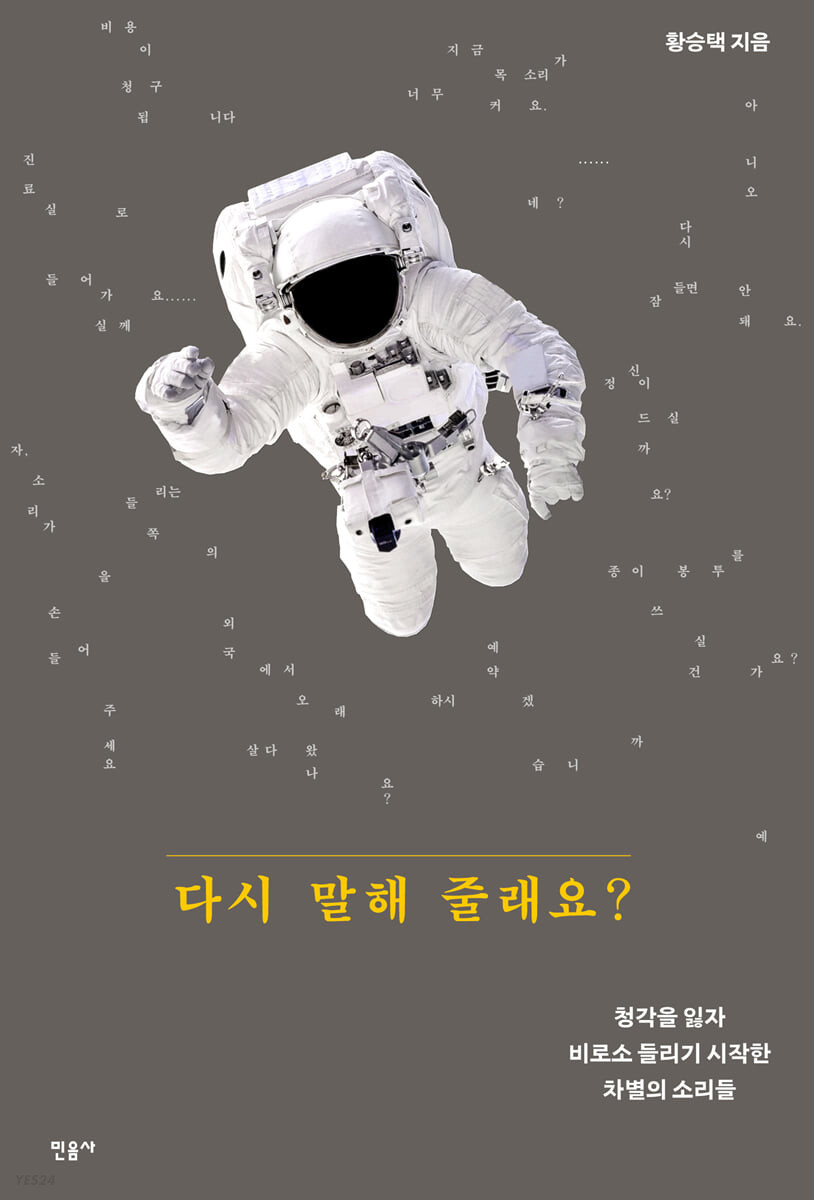 황승택 지음
비 용
이
청 구
됩 니다
지 금
가
목 소리
너 무
커 요.
아
니
오
……
네 ?
다
시
들면 안
잠
돼 요.
진
료
실 로
들 어
가 요……
실 께
신
정 이
드 실
까
요?
자,
소
리
가
들 리는
쪽
의
을
손
들 어
주
세
요
외
국
에 서
오
래
살 다 왔
나
요
?
예
약
하시 겠
습 니
까
종 이 봉 투 를
쓰
실
건 가 요 ?
예
다시 말해 줄래요?
청각을 잃자
비로소 들리기 시작한
차별의 소리들
민음사
YES24